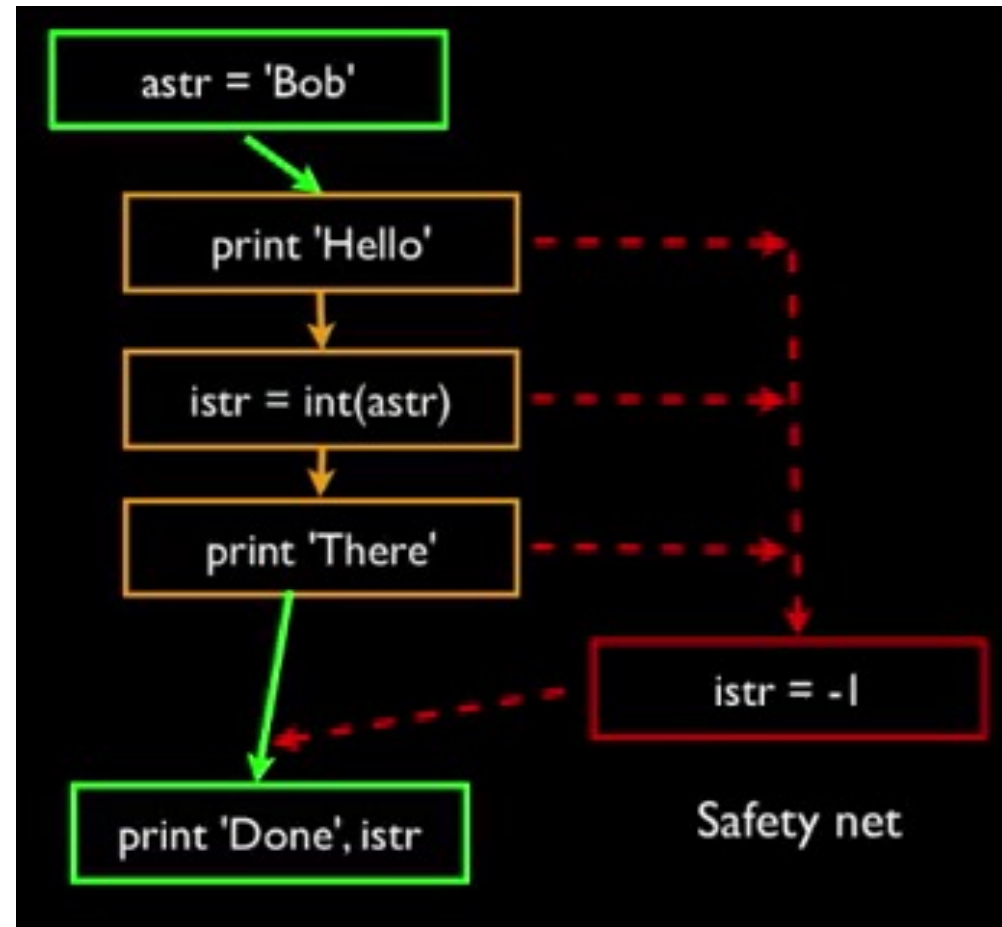 astr = 'Bob'
print 'Hello'
istr = int(astr)
print 'There'
istr = -1
print 'Done', istr
Safety net